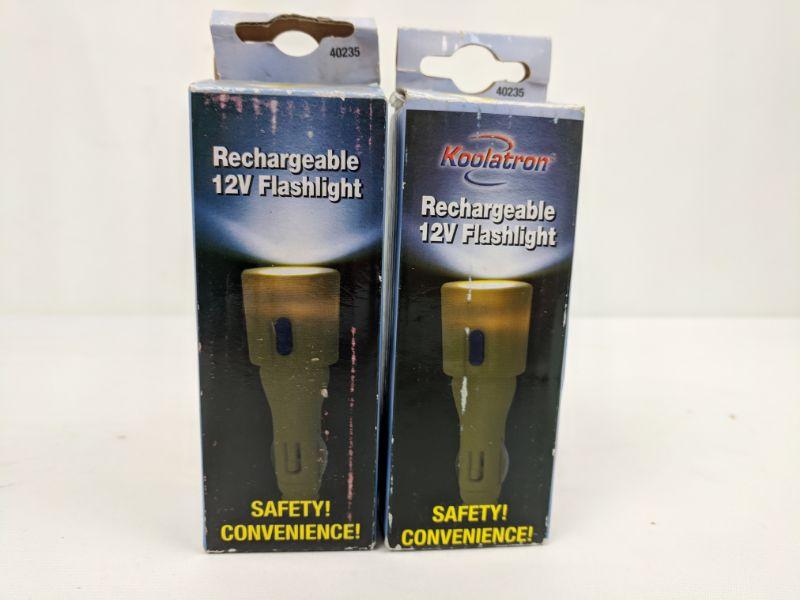 40235
Rechargeable
12V Flashlight
SAFETY!
CONVENIENCE!
40235
Koolatron
Rechargeable
12V Flashlight
SAFETY!
CONVENIENCE!